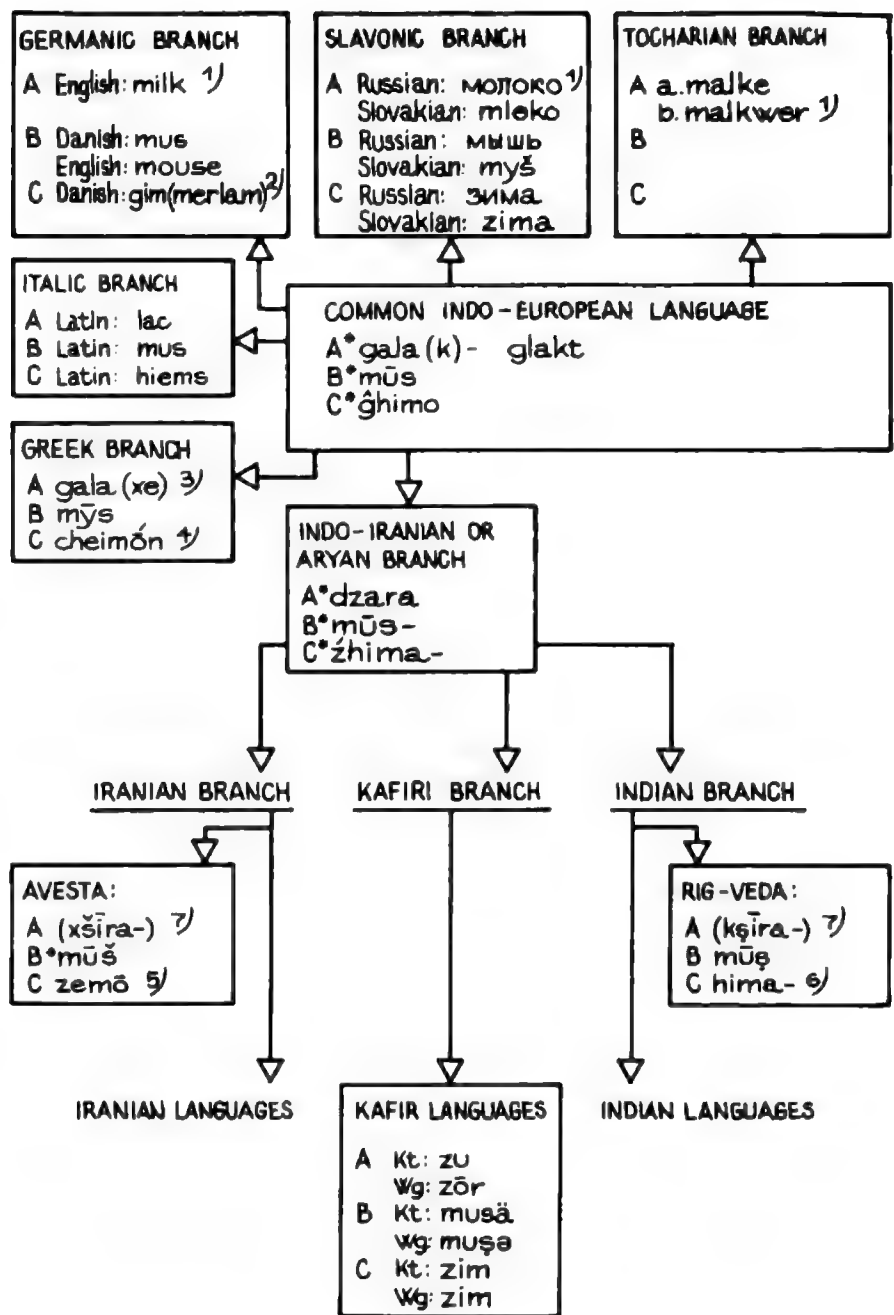 GERMANIC BRANCH
A English: milk 1)
B Danish: mus
English: mouse
C Danish: gim(merlam) 2)
SLAVONIC BRANCH
A Russian: молоко 1)
Slovakian: mleko
B Russian: мышь
Slovakian: myš
C Russian: зима
Slovakian: zima
TOCHARIAN BRANCH
A a. malke
b. malkwer 1)
B
C
ITALIC BRANCH
A Latin: lac
B Latin: mus
C Latin: hiems
COMMON INDO-EUROPEAN LANGUAGE
A* gala(k)- glakt
B* mūs
C* ĝhimo
GREEK BRANCH
A gala(xe) 3)
B mȳs
C cheimōń 4)
INDO-IRANIAN OR
ARYAN BRANCH
A* dzara
B* mūs-
C* źhima-
IRANIAN BRANCH
KAFIRI BRANCH
INDIAN BRANCH
AVESTA:
A (xšīra-) 7)
B* mūš
C zemō 5)
RIG-VEDA:
A (kṣīra-) 7)
B mūṣ
C hima- 6)
IRANIAN LANGUAGES
KAFIR LANGUAGES
A Kt: zu
Wg: zōr
B Kt: musä
Wg: muṣə
C Kt: zim
Wg: zim
INDIAN LANGUAGES